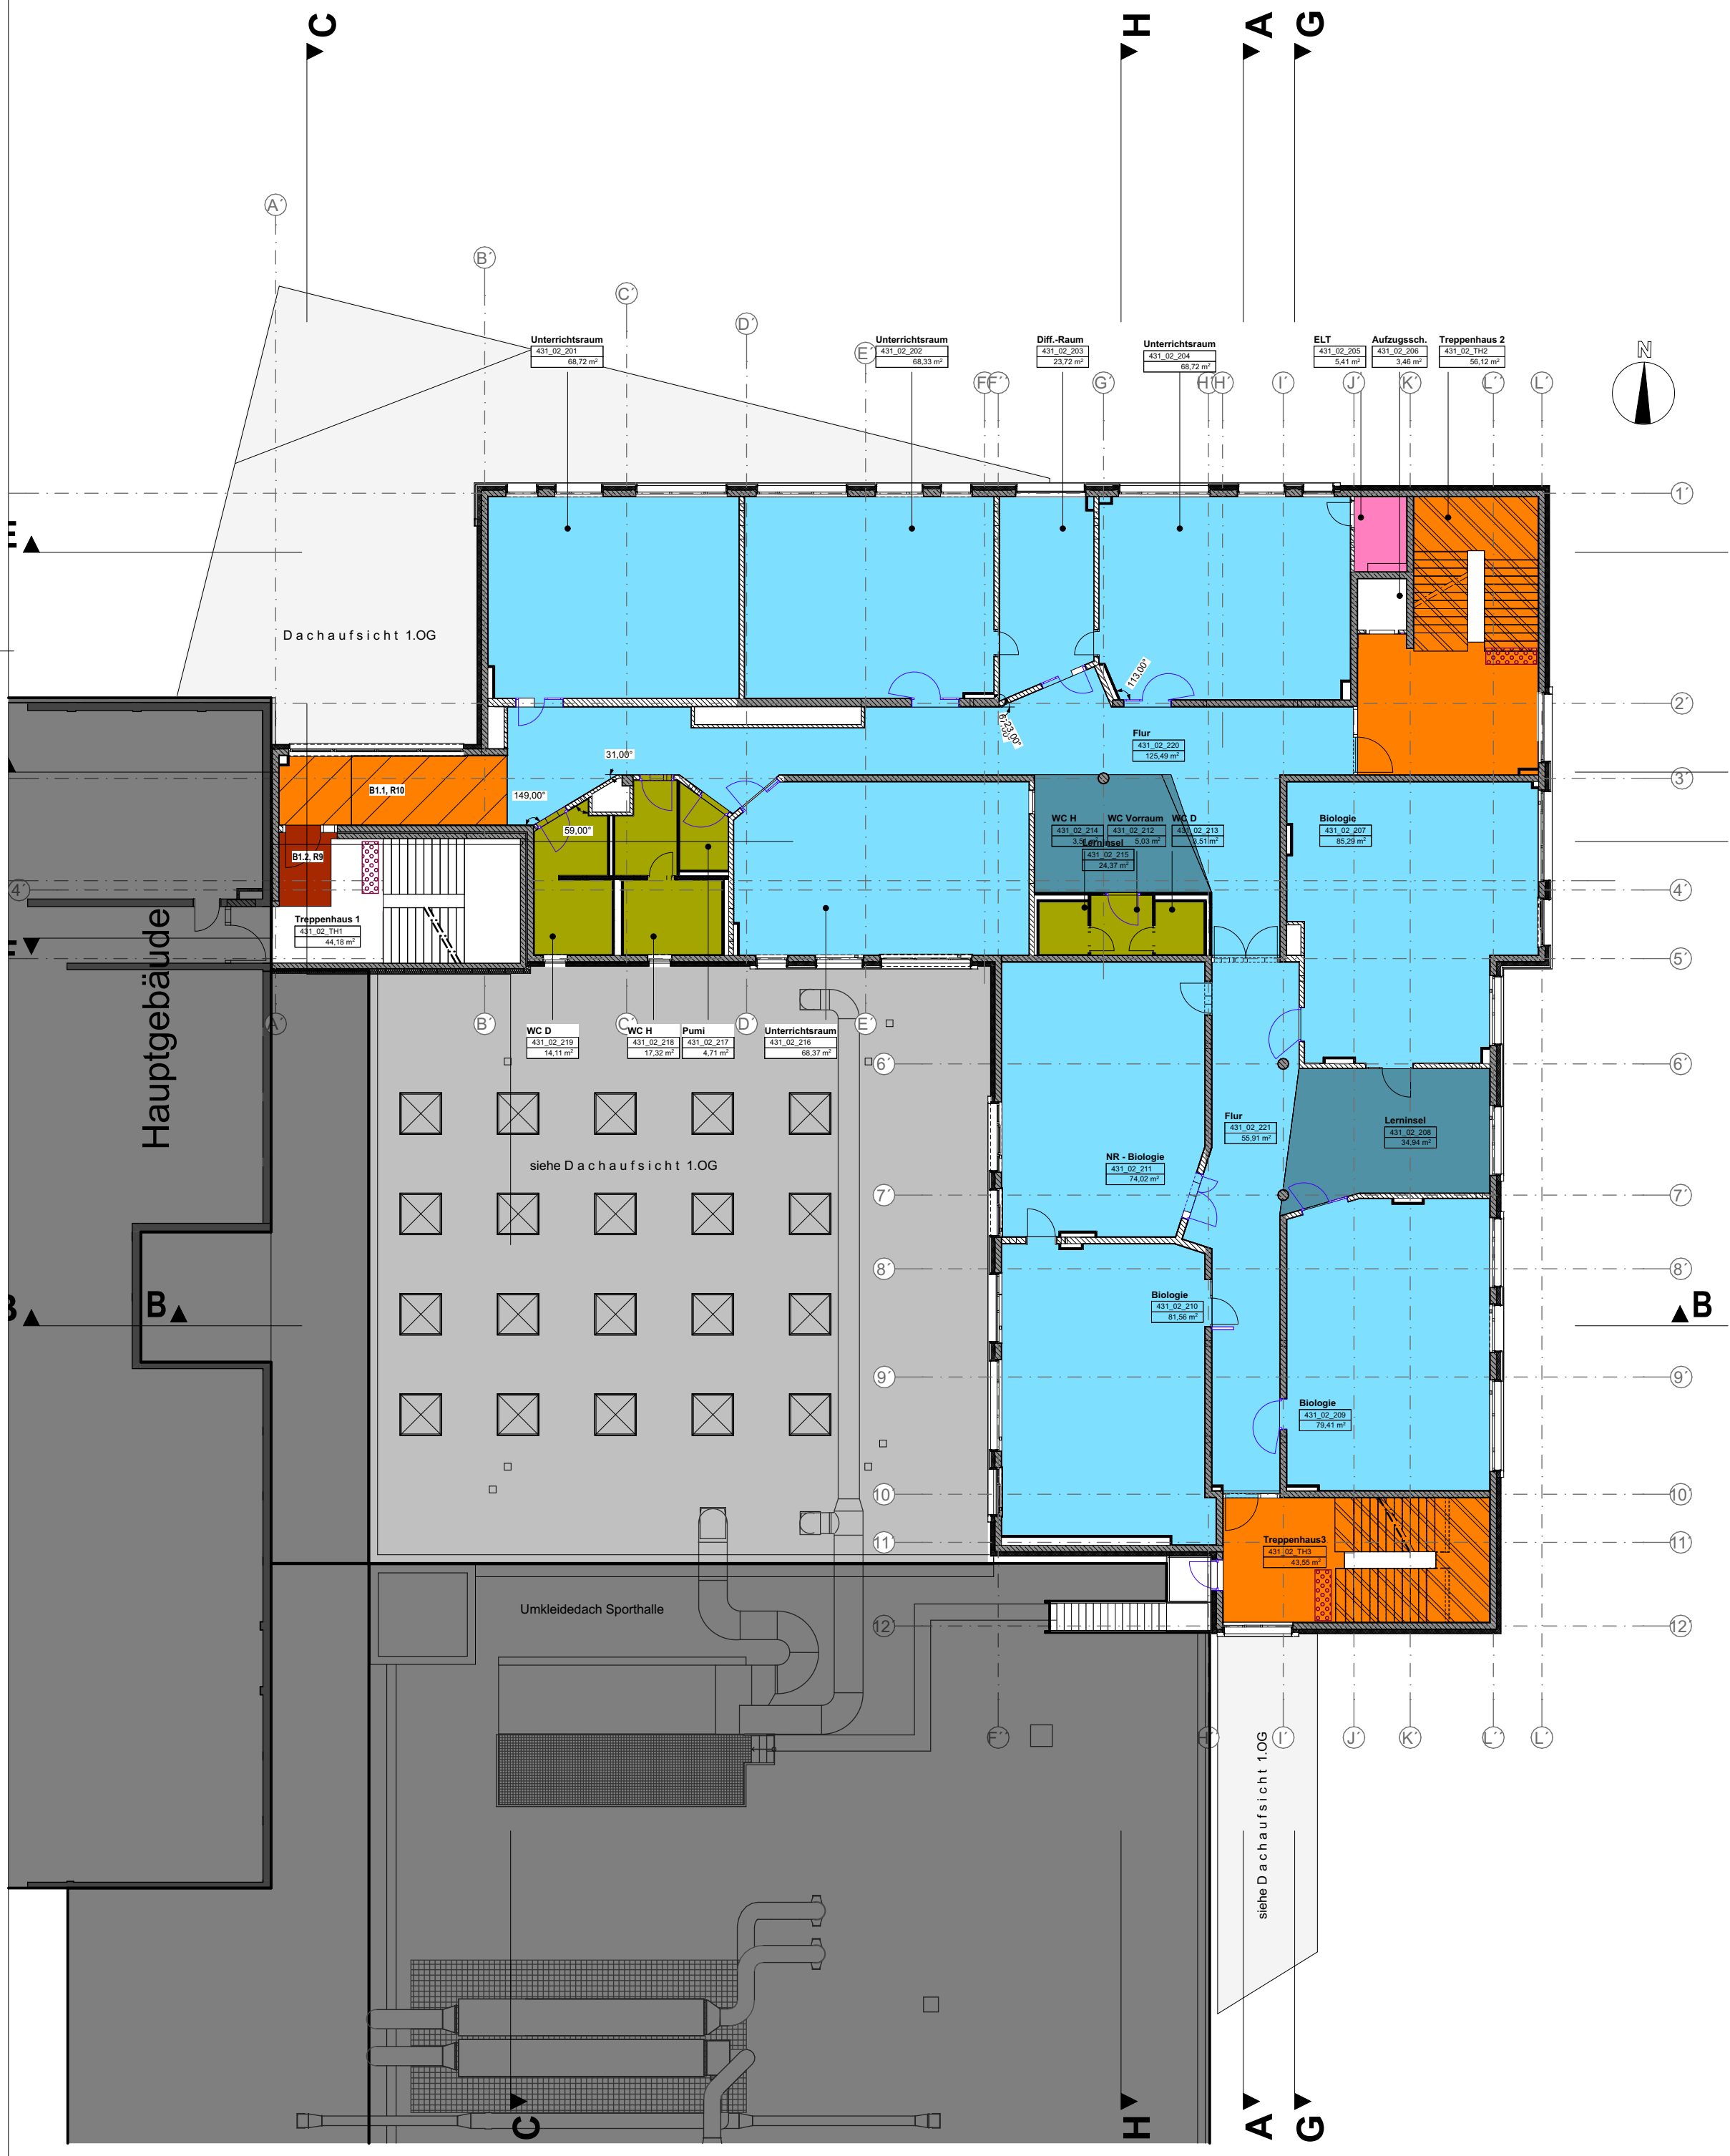 C
H
A
G
A´
B´
C´
D´
E´
Unterrichtsraum
431_02_201
68,72 m²
Unterrichtsraum
431_02_202
68,33 m²
Diff.-Raum
431_02_203
23,72 m²
Unterrichtsraum
431_02_204
68,72 m²
ELT
431_02_205
5,41 m²
Aufzugssch.
431_02_206
3,46 m²
Treppenhaus 2
431_02_TH2
56,12 m²
N
F´´
G´
H´
I´
J´
K´
L´´
L´
1´
E
Dachaufsicht 1.OG
113,00°
2´
23,00°
Flur
431_02_220
125,49 m²
31,00°
3´
B1.1, R10
149,00°
59,00°
WC H
431_02_214
WC Vorraum
431_02_212
5,03 m²
WC D
431_02_213
3,51 m²
Lerninsel
431_02_215
24,37 m²
Biologie
431_02_207
85,29 m²
B1.2, R9
4´
4´
Treppenhaus 1
431_02_TH1
44,18 m²
5´
Hauptgebäude
A´
B´
C´
D´
E´
WC D
431_02_219
14,11 m²
WC H
431_02_218
17,32 m²
Pumi
431_02_217
4,71 m²
Unterrichtsraum
431_02_216
68,37 m²
6´
6´
Flur
431_02_221
55,91 m²
Lerninsel
431_02_208
34,94 m²
siehe Dachaufsicht 1.OG
NR - Biologie
431_02_211
74,02 m²
7´
7´
8´
8´
Biologie
431_02_210
81,56 m²
B
B
B
9´
9´
Biologie
431_02_209
79,41 m²
10´
10´
11´
11´
Treppenhaus3
431_02_TH3
43,55 m²
Umkleidedach Sporthalle
12´
12´
F´´
H´
I´
J´
K´
L´´
L´
siehe Dachaufsicht 1.OG
C
H
A
G